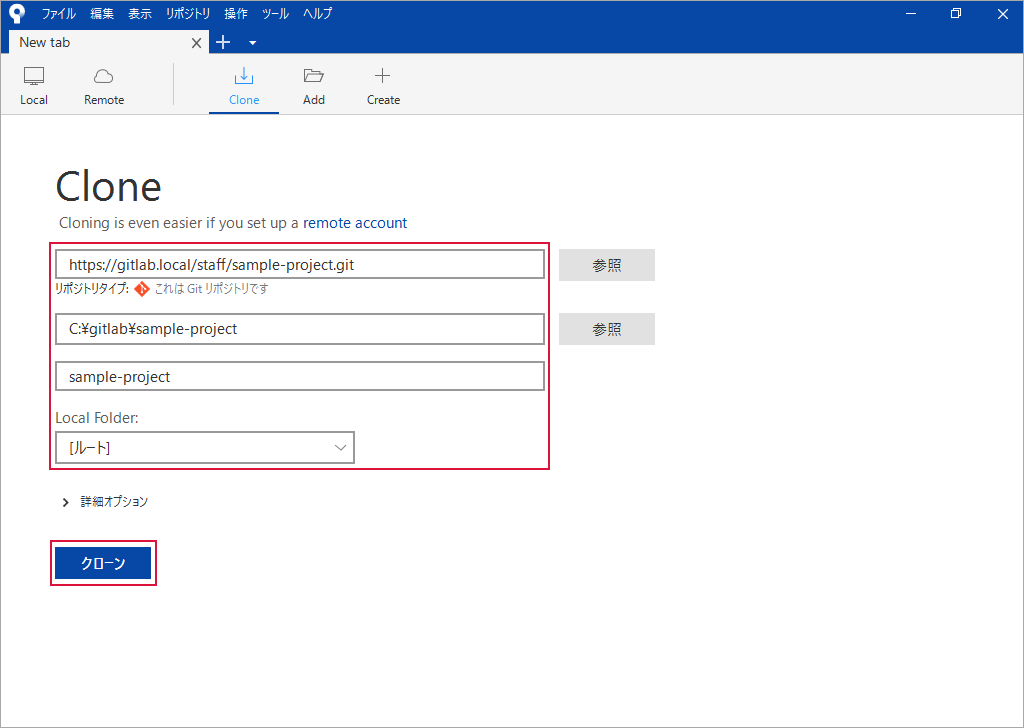 ファイル 編集 表示 リポジトリ 操作 ツール ヘルプ
New tab
Local Remote Clone Add Create
Clone
Cloning is even easier if you set up a remote account
https://gitlab.local/staff/sample-project.git 参照
リポジトリタイプ: これは Git リポジトリです
C:¥gitlab¥sample-project 参照
sample-project
Local Folder:
[ルート]
詳細オプション
クローン